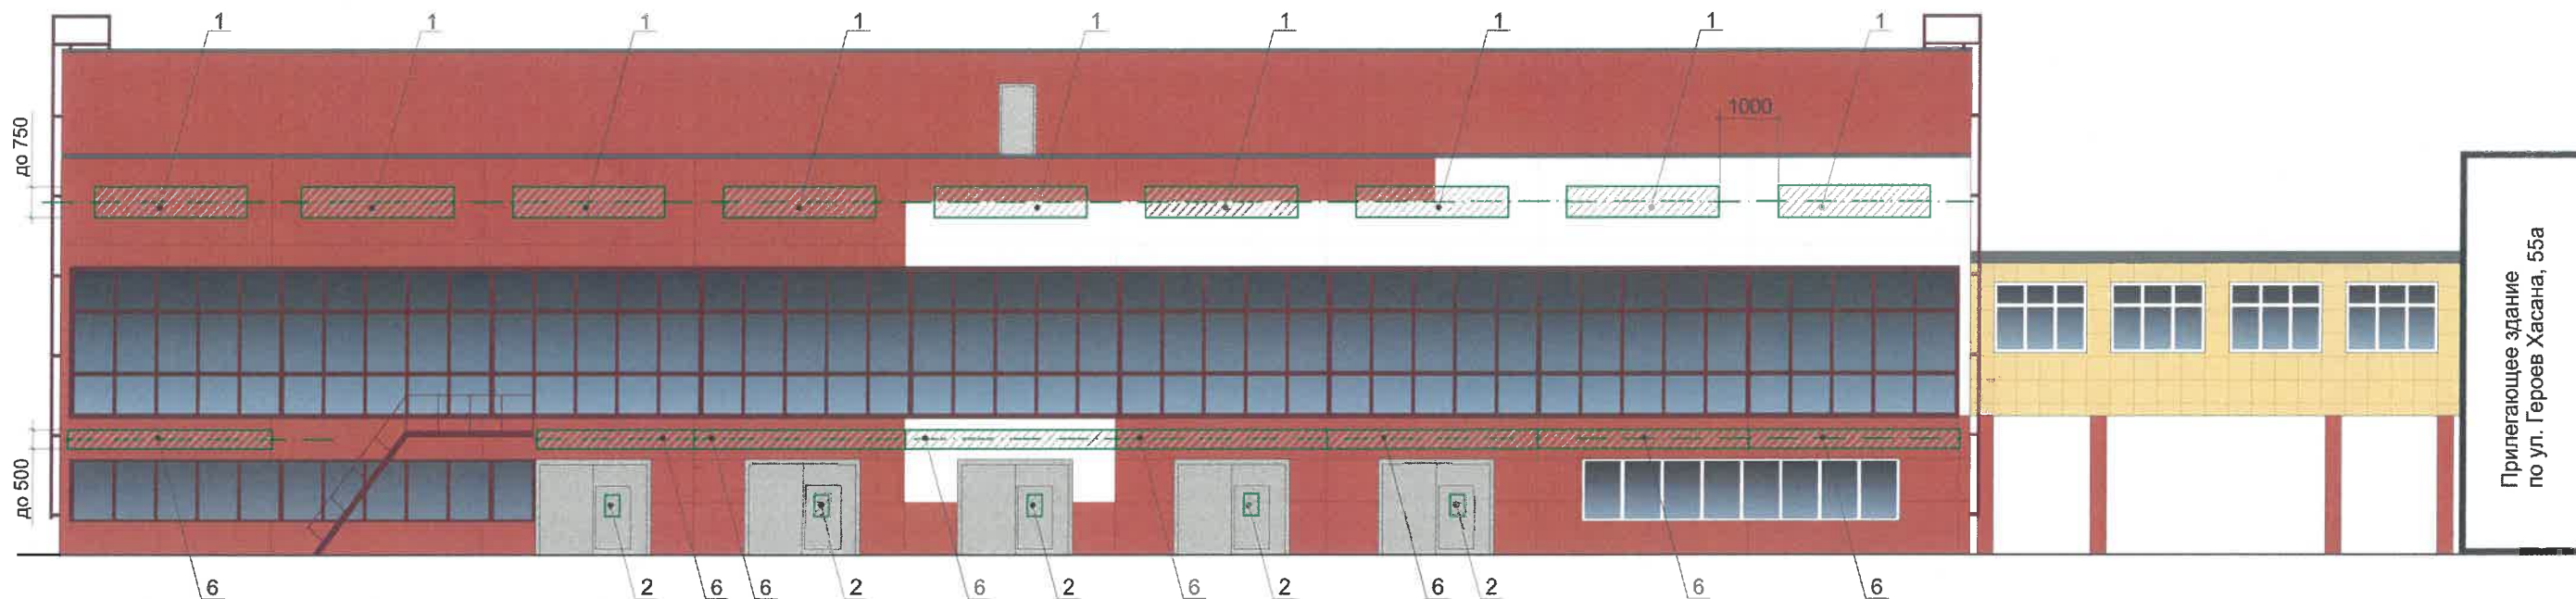 1 1 1 1 1 1 1 1 1
1000
до 750
до 500
Прилегающее здание
по ул. Героев Хасана, 55а
6 2 6 6 2 6 2 6 2 6 2 6 6